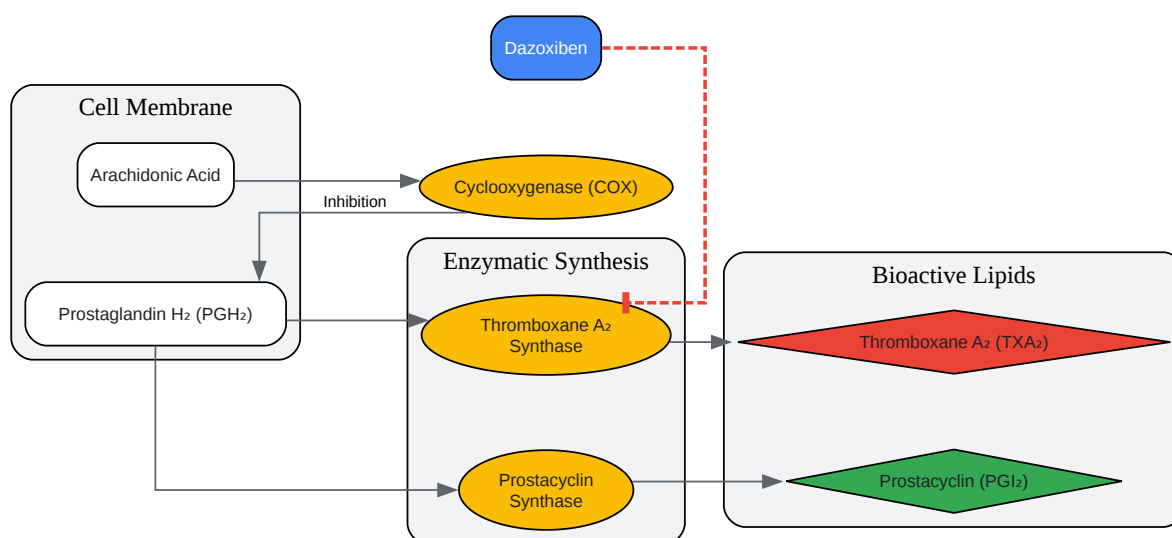 Dazoxiben
Cell Membrane
Arachidonic Acid
Cyclooxygenase (COX)
Inhibition
Enzymatic Synthesis
Bioactive Lipids
Prostaglandin H₂ (PGH₂)
Thromboxane A₂
Synthase
Thromboxane A₂ (TXA₂)
Prostacyclin
Synthase
Prostacyclin (PGI₂)